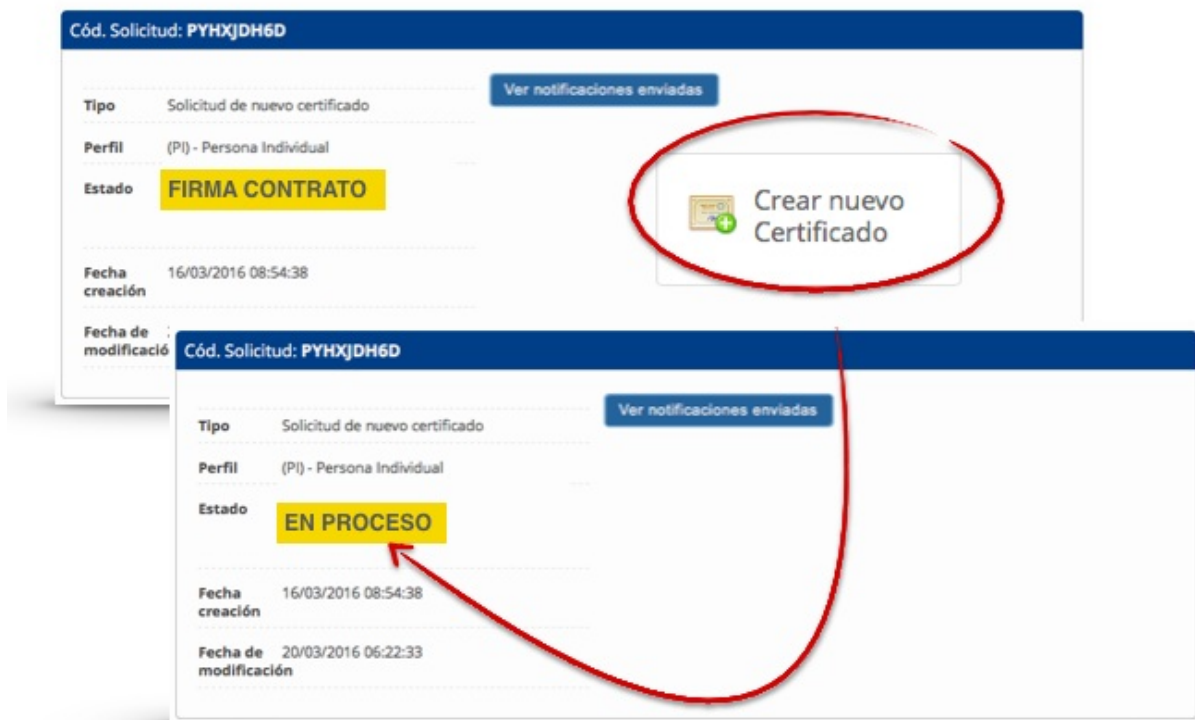 Cód. Solicitud: PYHXJDH6D
Ver notificaciones enviadas
Tipo Solicitud de nuevo certificado
Perfil (PI) - Persona Individual
Estado FIRMA CONTRATO
Crear nuevo
Certificado
Fecha 16/03/2016 08:54:38
creación
Fecha de
modificació
Cód. Solicitud: PYHXJDH6D
Ver notificaciones enviadas
Tipo Solicitud de nuevo certificado
Perfil (PI) - Persona Individual
Estado EN PROCESO
Fecha 16/03/2016 08:54:38
creación
Fecha de 20/03/2016 06:22:33
modificación